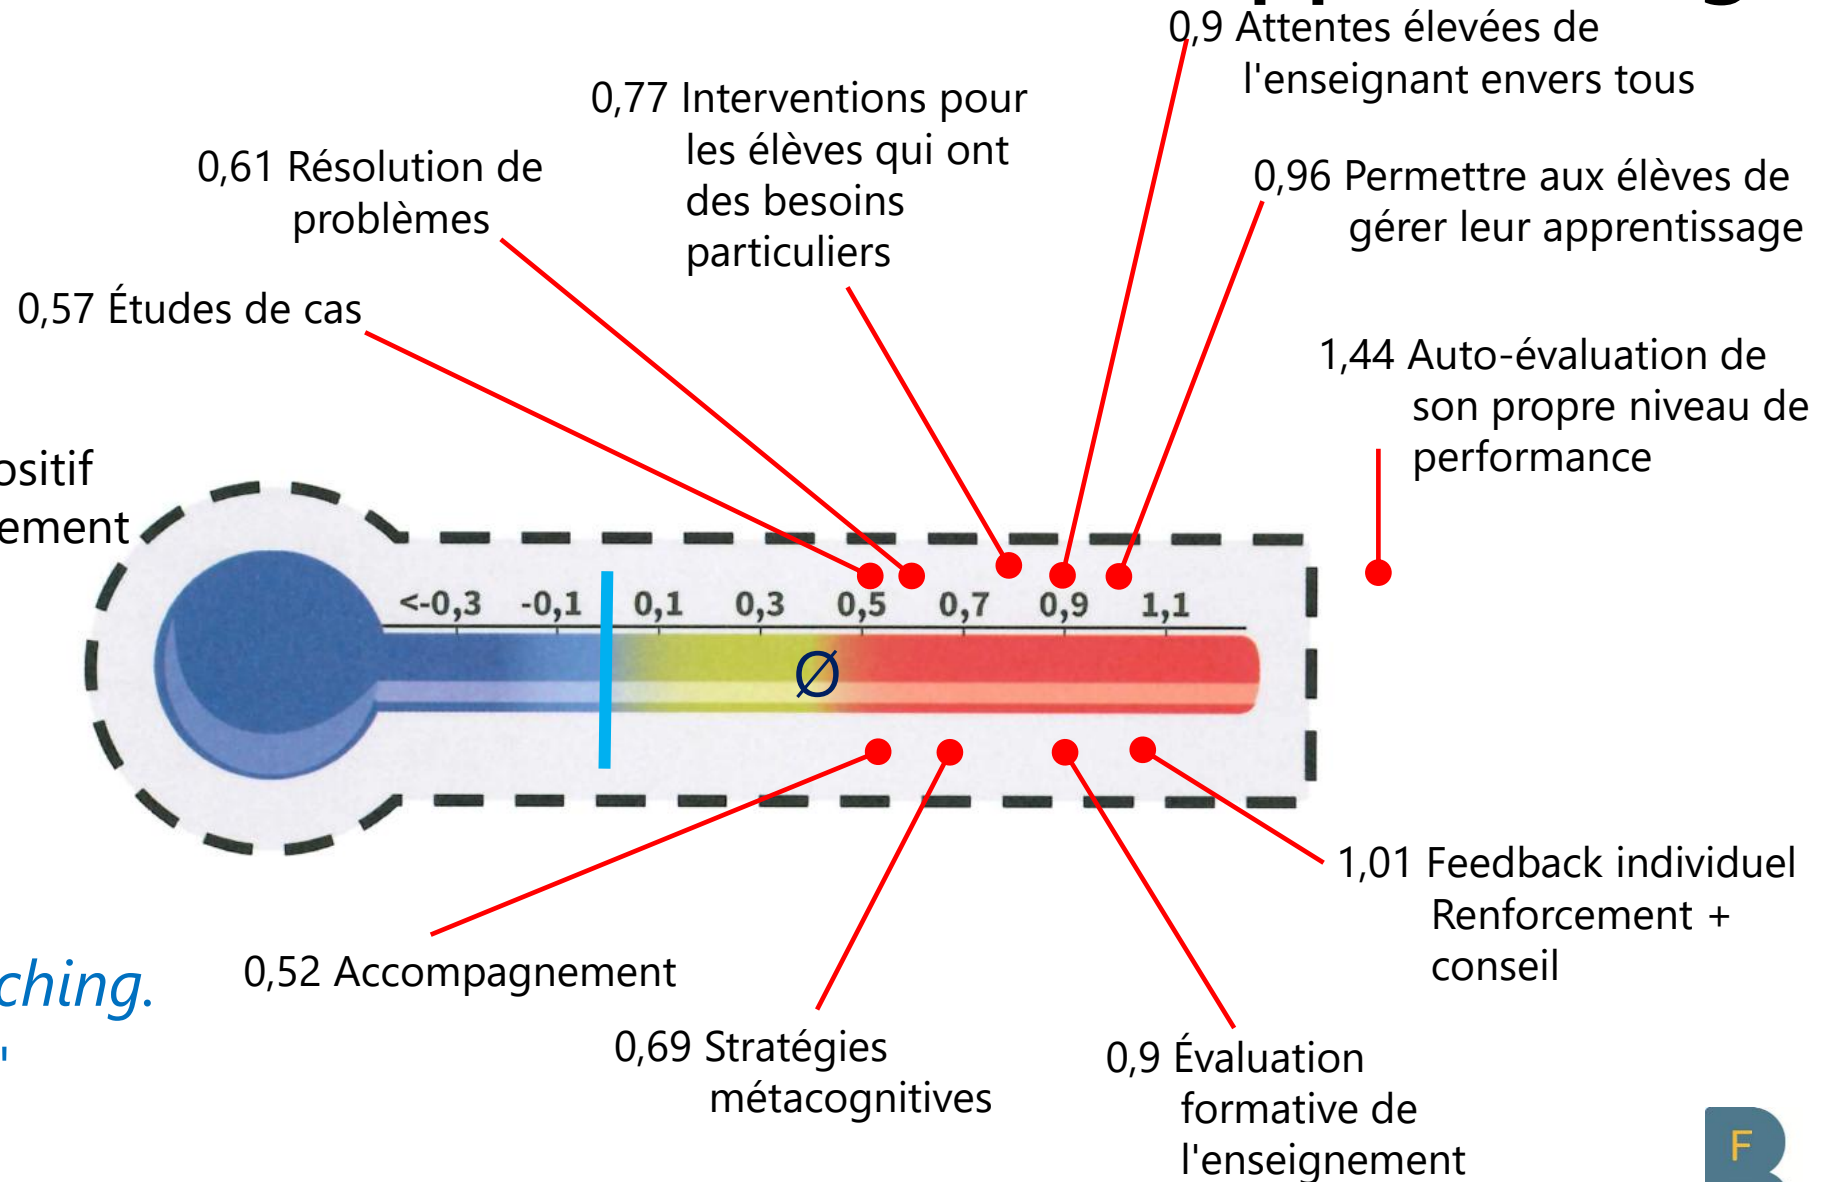 0,9 Attentes élevées de
l'enseignant envers tous
0,77 Interventions pour
les élèves qui ont
des besoins
particuliers
0,61 Résolution de
problèmes
0,96 Permettre aux élèves de
gérer leur apprentissage
0,57 Études de cas
1,44 Auto-évaluation de
son propre niveau de
performance
ositif
ement
<-0,3 -0,1 0,1 0,3 0,5 0,7 0,9 1,1
Ø
1,01 Feedback individuel
Renforcement +
conseil
ching.
"
0,52 Accompagnement
0,69 Stratégies
métacognitives
0,9 Évaluation
formative de
l'enseignement
F